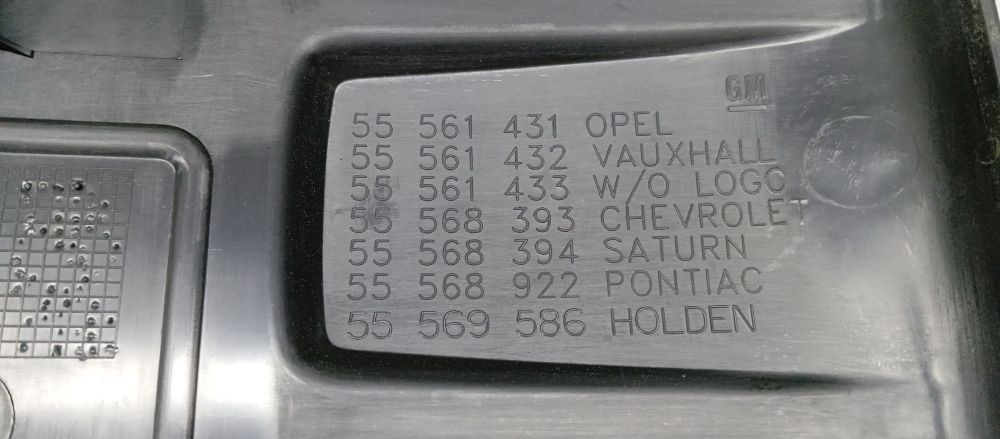 GM
55 561 431 OPEL
55 561 432 VAUXHALL
55 561 433 W/O LOGO
55 568 393 CHEVROLET
55 568 394 SATURN
55 568 922 PONTIAC
55 569 586 HOLDEN